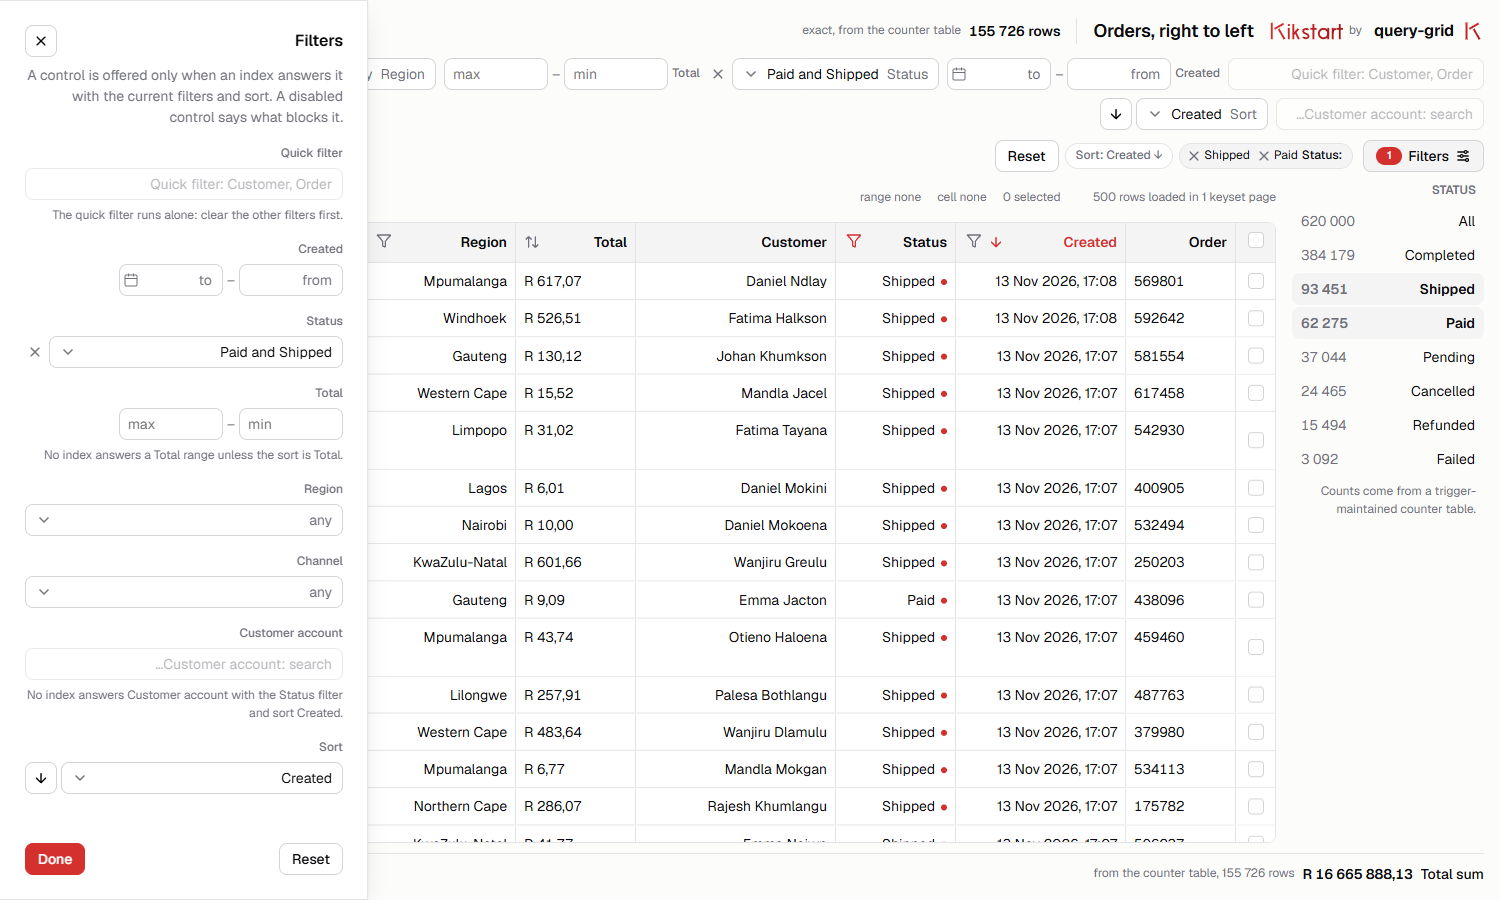 Filters
A control is offered only when an index answers it
with the current filters and sort. A disabled
control says what blocks it.
Quick filter
Quick filter: Customer, Order
The quick filter runs alone: clear the other filters first.
Created
from – to
Status
Paid and Shipped
Total
min – max
No index answers a Total range unless the sort is Total.
Region
any
Channel
any
Customer account
Customer account: search…
No index answers Customer account with the Status filter
and sort Created.
Sort
Created
Reset
Done
query-grid by Kikstart
Orders, right to left
155 726 rows exact, from the counter table
Quick filter: Customer, Order
Created from – to
Status Paid and Shipped
Total min – max
Region
Customer account: search…
Sort Created
Filters 1
Status: Paid Shipped
Sort: Created ↓
Reset
STATUS
All 620 000
Completed 384 179
Shipped 93 451
Paid 62 275
Pending 37 044
Cancelled 24 465
Refunded 15 494
Failed 3 092
Counts come from a trigger-
maintained counter table.
500 rows loaded in 1 keyset page 0 selected cell none range none
Order Created Status Customer Total Region
569801 13 Nov 2026, 17:08 Shipped Daniel Ndlay R 617,07 Mpumalanga
592642 13 Nov 2026, 17:08 Shipped Fatima Halkson R 526,51 Windhoek
581554 13 Nov 2026, 17:07 Shipped Johan Khumkson R 130,12 Gauteng
617458 13 Nov 2026, 17:07 Shipped Mandla Jacel R 15,52 Western Cape
542930 13 Nov 2026, 17:07 Shipped Fatima Tayana R 31,02 Limpopo
400905 13 Nov 2026, 17:07 Shipped Daniel Mokini R 6,01 Lagos
532494 13 Nov 2026, 17:07 Shipped Daniel Mokoena R 10,00 Nairobi
250203 13 Nov 2026, 17:07 Shipped Wanjiru Greulu R 601,66 KwaZulu-Natal
438096 13 Nov 2026, 17:07 Paid Emma Jacton R 9,09 Gauteng
459460 13 Nov 2026, 17:07 Shipped Otieno Haloena R 43,74 Mpumalanga
487763 13 Nov 2026, 17:07 Shipped Palesa Bothlangu R 257,91 Lilongwe
379980 13 Nov 2026, 17:07 Shipped Wanjiru Dlamulu R 483,64 Western Cape
534113 13 Nov 2026, 17:07 Shipped Mandla Mokgan R 6,77 Mpumalanga
175782 13 Nov 2026, 17:07 Shipped Rajesh Khumlangu R 286,07 Northern Cape
Total sum R 16 665 888,13 from the counter table, 155 726 rows